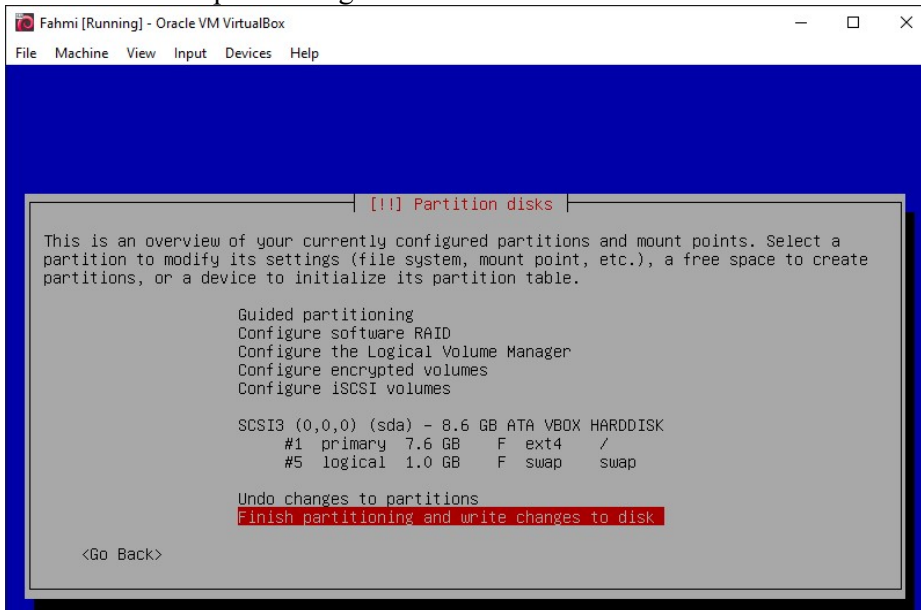 Fahmi [Running] - Oracle VM VirtualBox
File Machine View Input Devices Help
[!!] Partition disks
This is an overview of your currently configured partitions and mount points. Select a
partition to modify its settings (file system, mount point, etc.), a free space to create
partitions, or a device to initialize its partition table.
Guided partitioning
Configure software RAID
Configure the Logical Volume Manager
Configure encrypted volumes
Configure iSCSI volumes
SCSI3 (0,0,0) (sda) - 8.6 GB ATA VBOX HARDDISK
#1 primary 7.6 GB F ext4 /
#5 logical 1.0 GB F swap swap
Undo changes to partitions
Finish partitioning and write changes to disk
<Go Back>